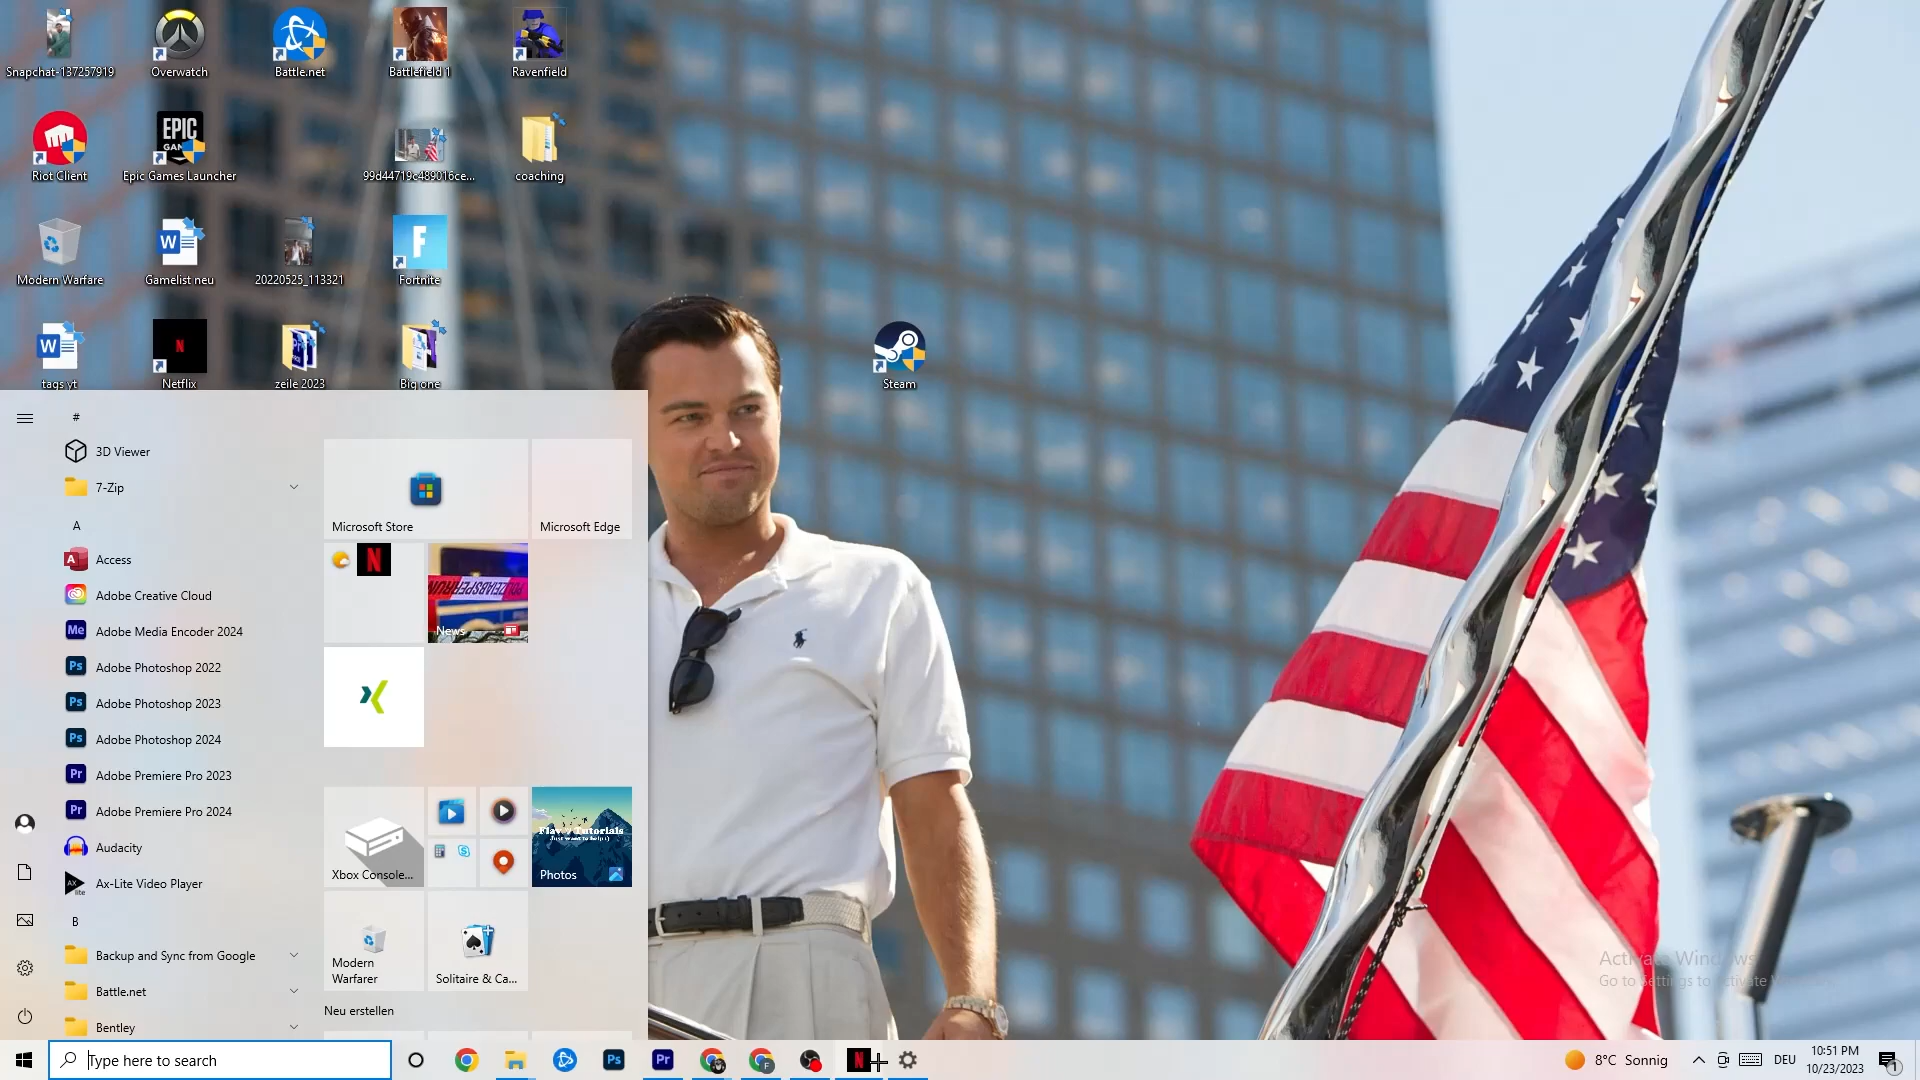 Snapchat-137257919
Overwatch
Battle.net
Battlefield 1
Ravenfield
EPIC
Riot Client
Epic Games Launcher
99d44719c489016ce...
coaching
Modern Warfare
Gamelist neu
20220525_113321
Fortnite
tags yt
Netflix
zeile 2023
Big one
Steam
#
3D Viewer
7-Zip
A
Access
Adobe Creative Cloud
Adobe Media Encoder 2024
Adobe Photoshop 2022
Adobe Photoshop 2023
Adobe Photoshop 2024
Adobe Premiere Pro 2023
Adobe Premiere Pro 2024
Audacity
Ax-Lite Video Player
B
Backup and Sync from Google
Battle.net
Bentley
Microsoft Store
Microsoft Edge
News
Xbox Console...
Photos
Modern
Warfarer
Solitaire & Ca...
Neu erstellen
Activate Windows
Go to Settings to activate
Type here to search
8°C Sonnig
DEU
10:51 PM
10/23/2023